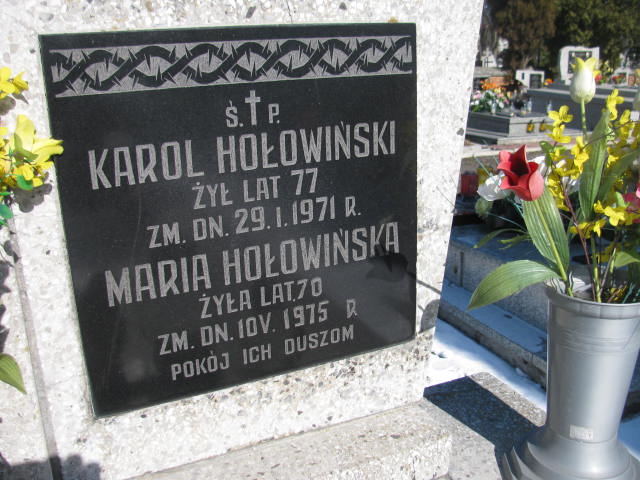 Ś. † P.
KAROL HOŁOWIŃSKI
ŻYŁ LAT 77
ZM. DN. 29.I.1971 R.
MARIA HOŁOWIŃSKA
ŻYŁA LAT.70
ZM. DN. 10V. 1975 R
POKÓJ ICH DUSZOM